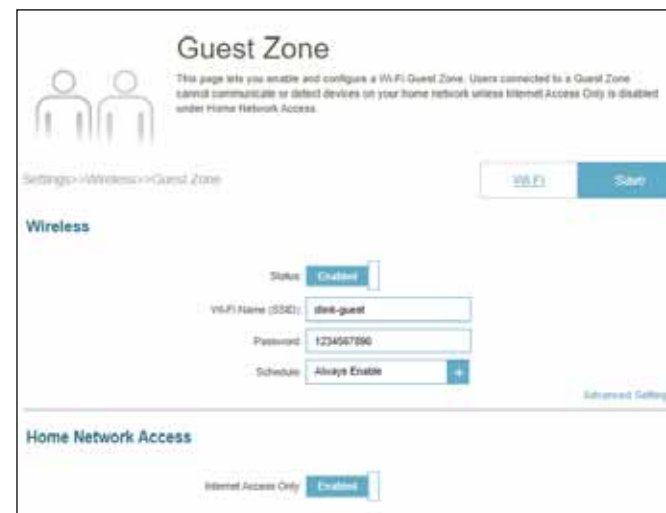 Guest Zone
This page lets you enable and configure a Wi-Fi Guest Zone. Users connected to a Guest Zone
cannot communicate or detect devices on your home network unless Internet Access Only is disabled
under Home Network Access.
Settings>>Wireless>>Guest Zone
Wi-Fi
Save
Wireless
Status:
Enabled
Wi-Fi Name (SSID):
dlink-guest
Password:
1234567890
Schedule:
Always Enable
+
Advanced Setting
Home Network Access
Internet Access Only:
Enabled